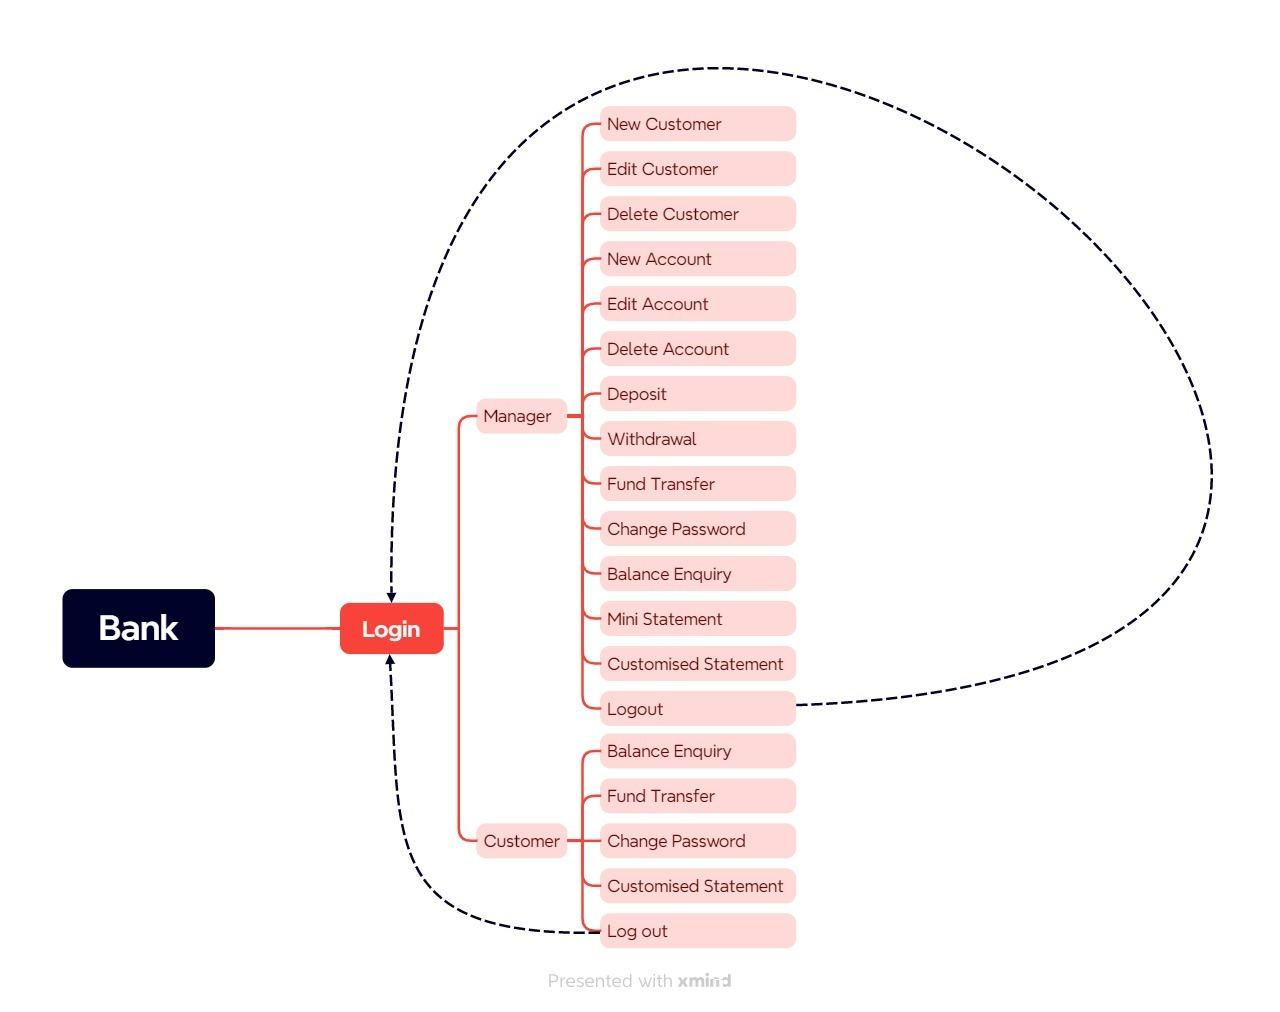 New Customer
Edit Customer
Delete Customer
New Account
Edit Account
Delete Account
Deposit
Manager
Withdrawal
Fund Transfer
Change Password
Balance Enquiry
Bank
Login
Mini Statement
Customised Statement
Logout
Balance Enquiry
Fund Transfer
Customer
Change Password
Customised Statement
Log out
Presented with xmind